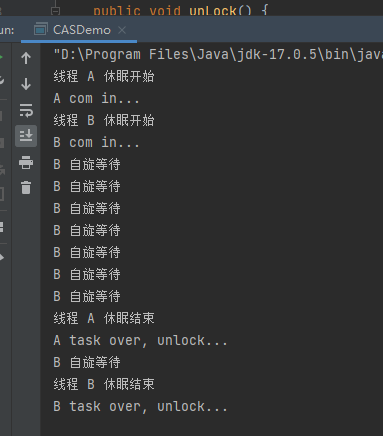 public void unLock() {
un: CASDemo ×
"D:\Program Files\Java\jdk-17.0.5\bin\java
线程 A 休眠开始
A com in...
线程 B 休眠开始
B com in...
B 自旋等待
B 自旋等待
B 自旋等待
B 自旋等待
B 自旋等待
B 自旋等待
B 自旋等待
线程 A 休眠结束
A task over, unlock...
B 自旋等待
线程 B 休眠结束
B task over, unlock...